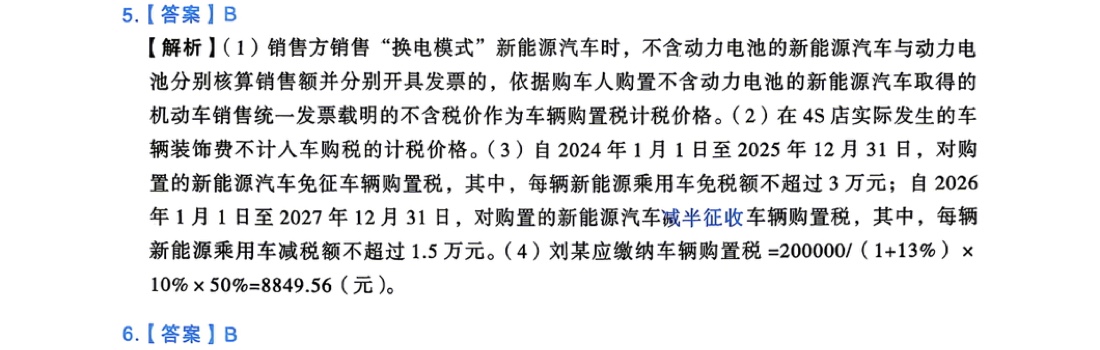 5.【答案】B
【解析】（1）销售方销售“换电模式”新能源汽车时，不含动力电池的新能源汽车与动力电
池分别核算销售额并分别开具发票的，依据购车人购置不含动力电池的新能源汽车取得的
机动车销售统一发票载明的不含税价作为车辆购置税计税价格。（2）在 4S 店实际发生的车
辆装饰费不计入车购税的计税价格。（3）自 2024 年 1 月 1 日至 2025 年 12 月 31 日，对购
置的新能源汽车免征车辆购置税，其中，每辆新能源乘用车免税额不超过 3 万元；自 2026
年 1 月 1 日至 2027 年 12 月 31 日，对购置的新能源汽车减半征收车辆购置税，其中，每辆
新能源乘用车减税额不超过 1.5 万元。（4）刘某应缴纳车辆购置税 =200000/（1+13%）×
10% × 50%=8849.56（元）。
6.【答案】B